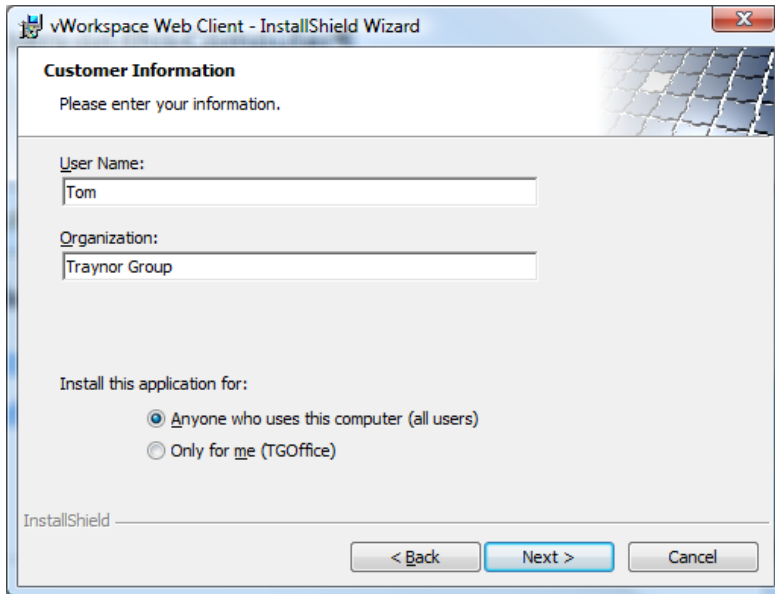 vWorkspace Web Client - InstallShield Wizard
Customer Information
Please enter your information.
User Name:
Tom
Organization:
Traynor Group
Install this application for:
Anyone who uses this computer (all users)
Only for me (TGOffice)
InstallShield
< Back Next > Cancel